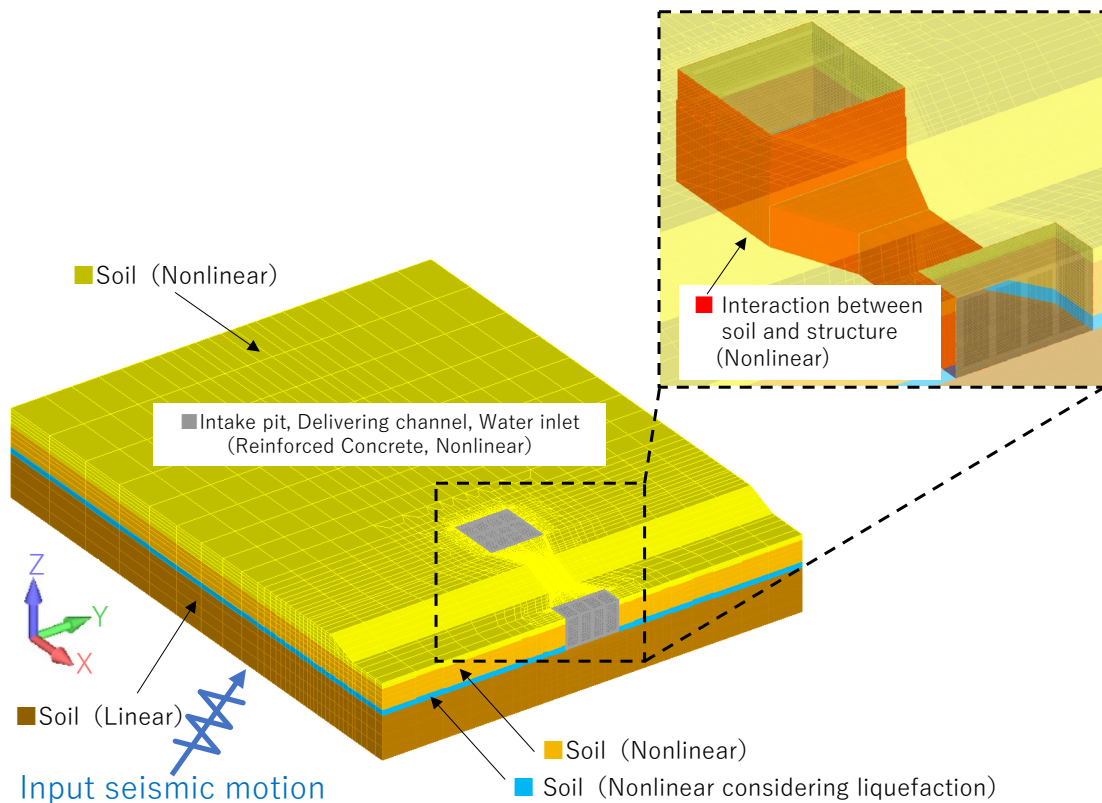 Soil（Nonlinear）
Interaction between
soil and structure
(Nonlinear)
Intake pit, Delivering channel, Water inlet
(Reinforced Concrete, Nonlinear)
Z
Y
X
Soil（Linear）
Input seismic motion
Soil（Nonlinear）
Soil（Nonlinear considering liquefaction）